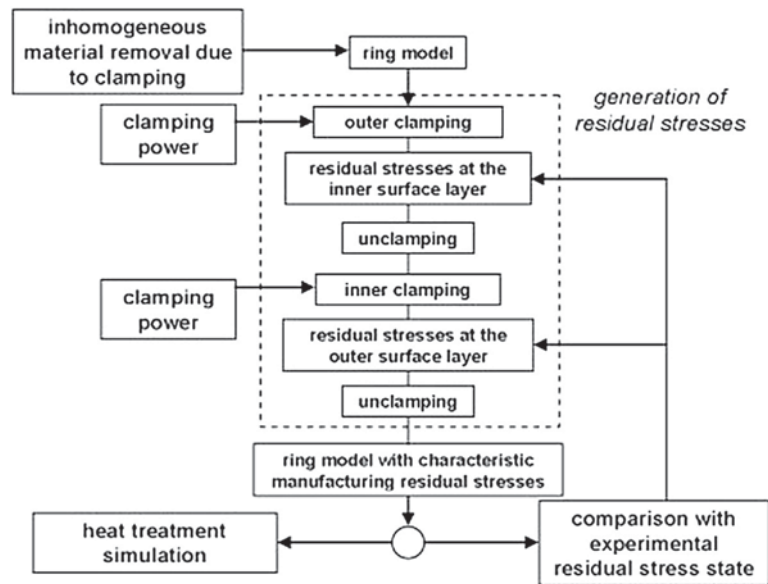 inhomogeneous
material removal due
to clamping
ring model
generation of
residual stresses
clamping
power
outer clamping
residual stresses at the
inner surface layer
unclamping
clamping
power
inner clamping
residual stresses at the
outer surface layer
unclamping
ring model with characteristic
manufacturing residual stresses
heat treatment
simulation
comparison with
experimental
residual stress state